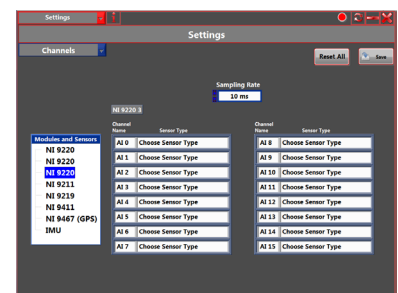 Settings
Settings
Channels
Reset All
Save
Sampling Rate
10 ms
NI 9220 3
Channel Name Sensor Type
Channel Name Sensor Type
Modules and Sensors
NI 9220
NI 9220
NI 9220
NI 9211
NI 9219
NI 9411
NI 9467 (GPS)
IMU
AI 0 Choose Sensor Type
AI 1 Choose Sensor Type
AI 2 Choose Sensor Type
AI 3 Choose Sensor Type
AI 4 Choose Sensor Type
AI 5 Choose Sensor Type
AI 6 Choose Sensor Type
AI 7 Choose Sensor Type
AI 8 Choose Sensor Type
AI 9 Choose Sensor Type
AI 10 Choose Sensor Type
AI 11 Choose Sensor Type
AI 12 Choose Sensor Type
AI 13 Choose Sensor Type
AI 14 Choose Sensor Type
AI 15 Choose Sensor Type